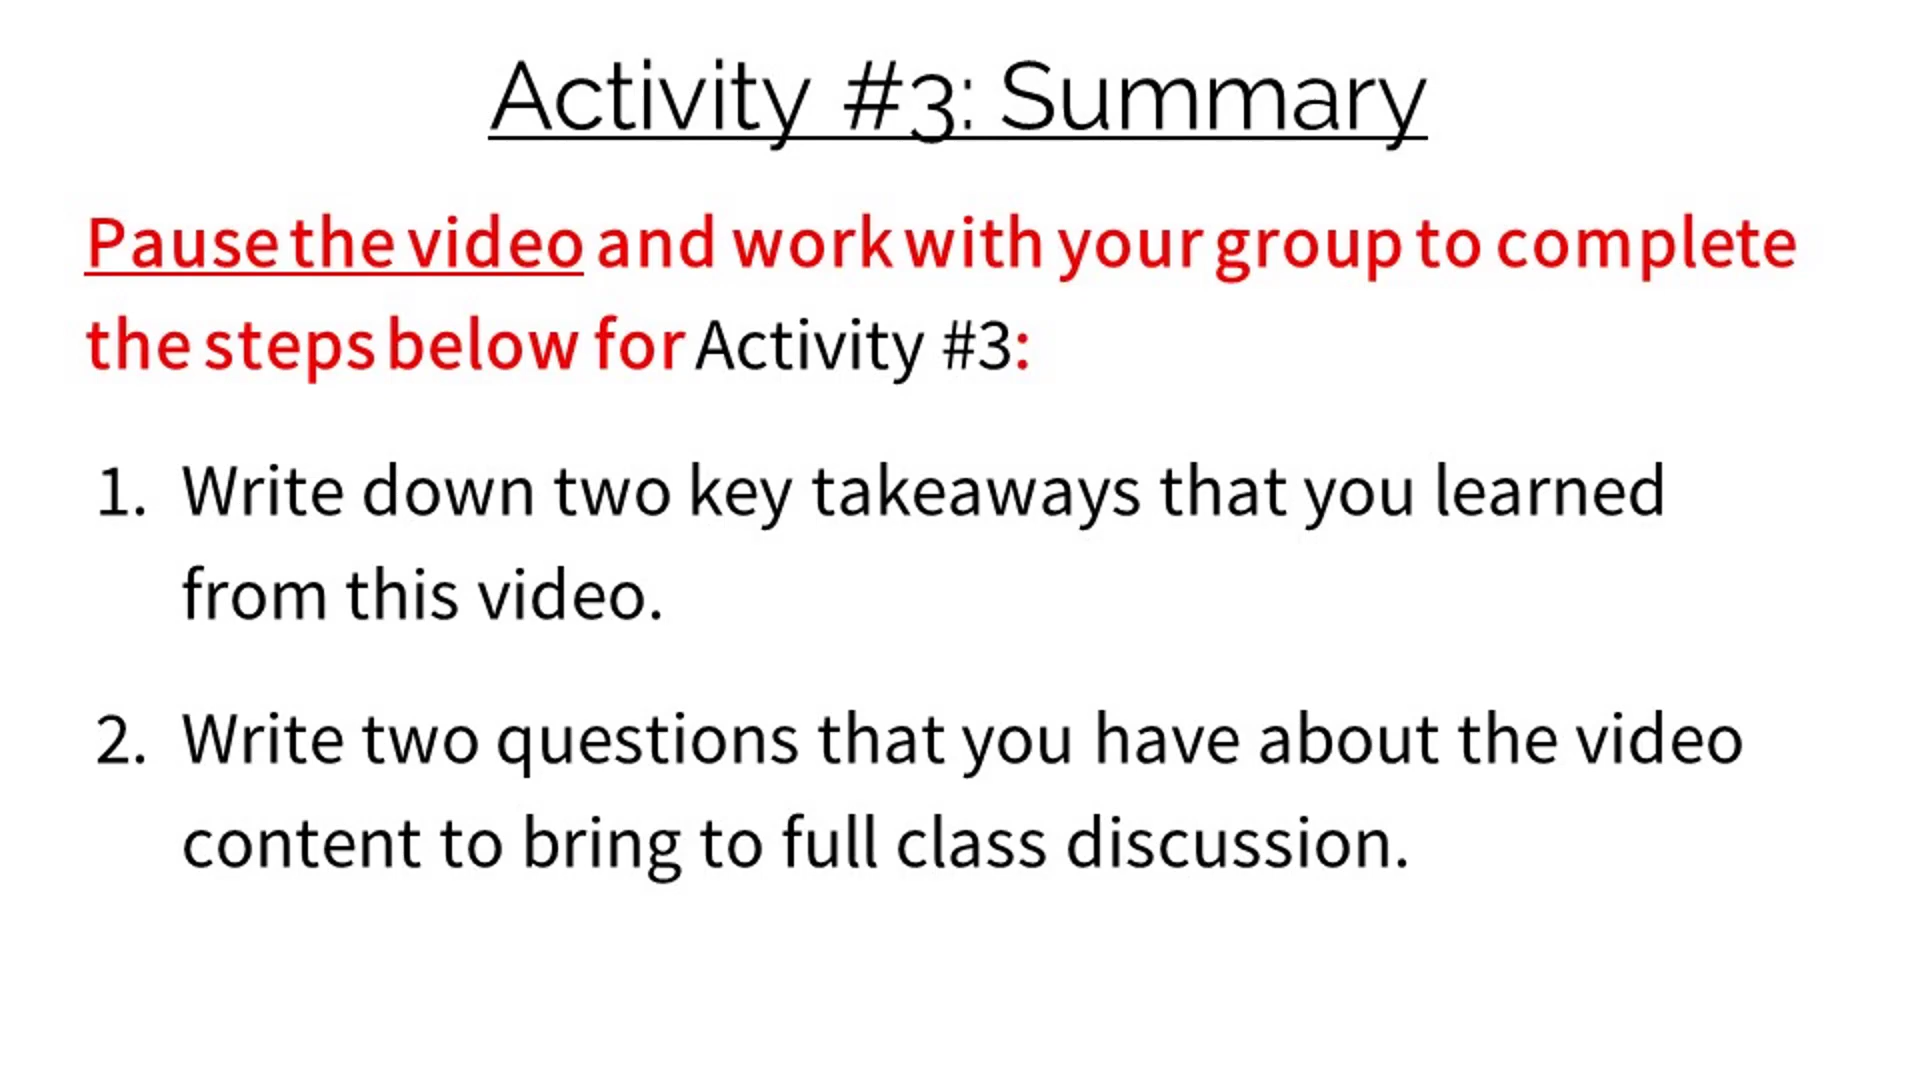 Activity #3: Summary
Pause the video and work with your group to complete
the steps below for Activity #3:
1. Write down two key takeaways that you learned
from this video.
2. Write two questions that you have about the video
content to bring to full class discussion.